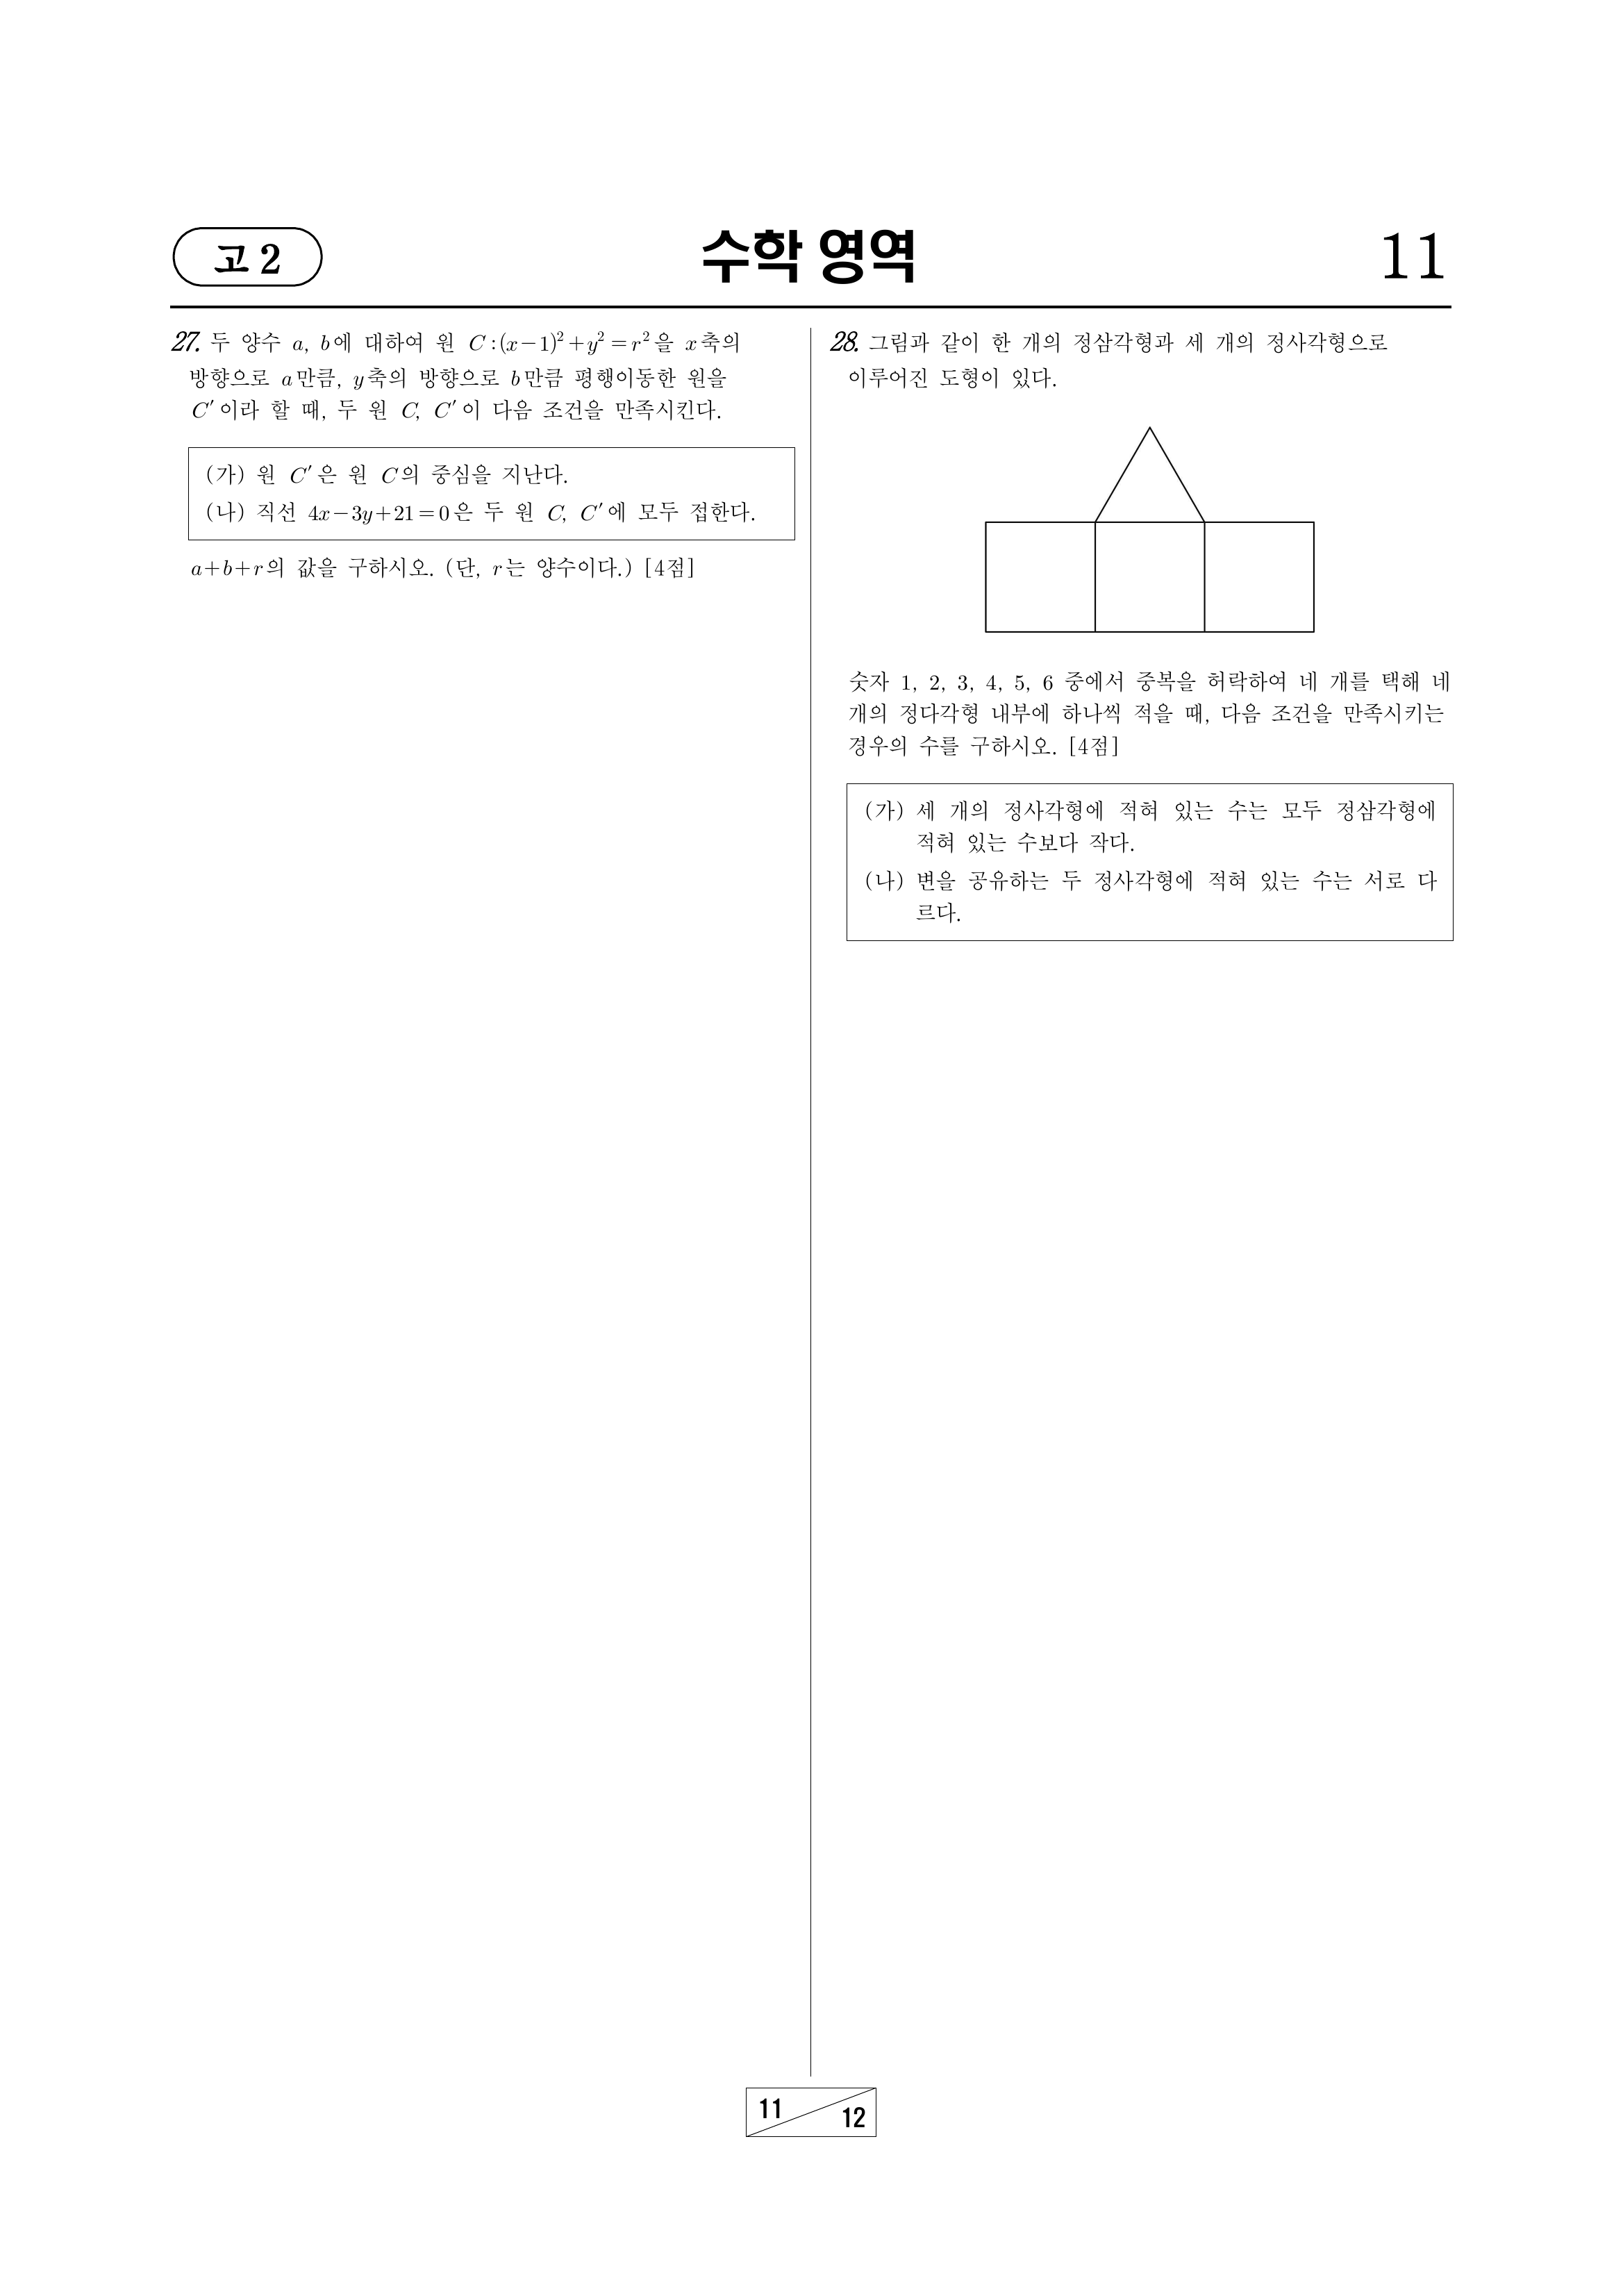 고 2
수학 영역
11
27. 두 양수 a, b에 대하여 원 C : (x−1)²+y²=r²을 x축의
방향으로 a만큼, y축의 방향으로 b만큼 평행이동한 원을
C′이라 할 때, 두 원 C, C′이 다음 조건을 만족시킨다.
(가) 원 C′은 원 C의 중심을 지난다.
(나) 직선 4x−3y+21=0은 두 원 C, C′에 모두 접한다.
a+b+r의 값을 구하시오. (단, r는 양수이다.) [4점]
28. 그림과 같이 한 개의 정삼각형과 세 개의 정사각형으로
이루어진 도형이 있다.
숫자 1, 2, 3, 4, 5, 6 중에서 중복을 허락하여 네 개를 택해 네
개의 정다각형 내부에 하나씩 적을 때, 다음 조건을 만족시키는
경우의 수를 구하시오. [4점]
(가) 세 개의 정사각형에 적혀 있는 수는 모두 정삼각형에
적혀 있는 수보다 작다.
(나) 변을 공유하는 두 정사각형에 적혀 있는 수는 서로 다
르다.
11
12